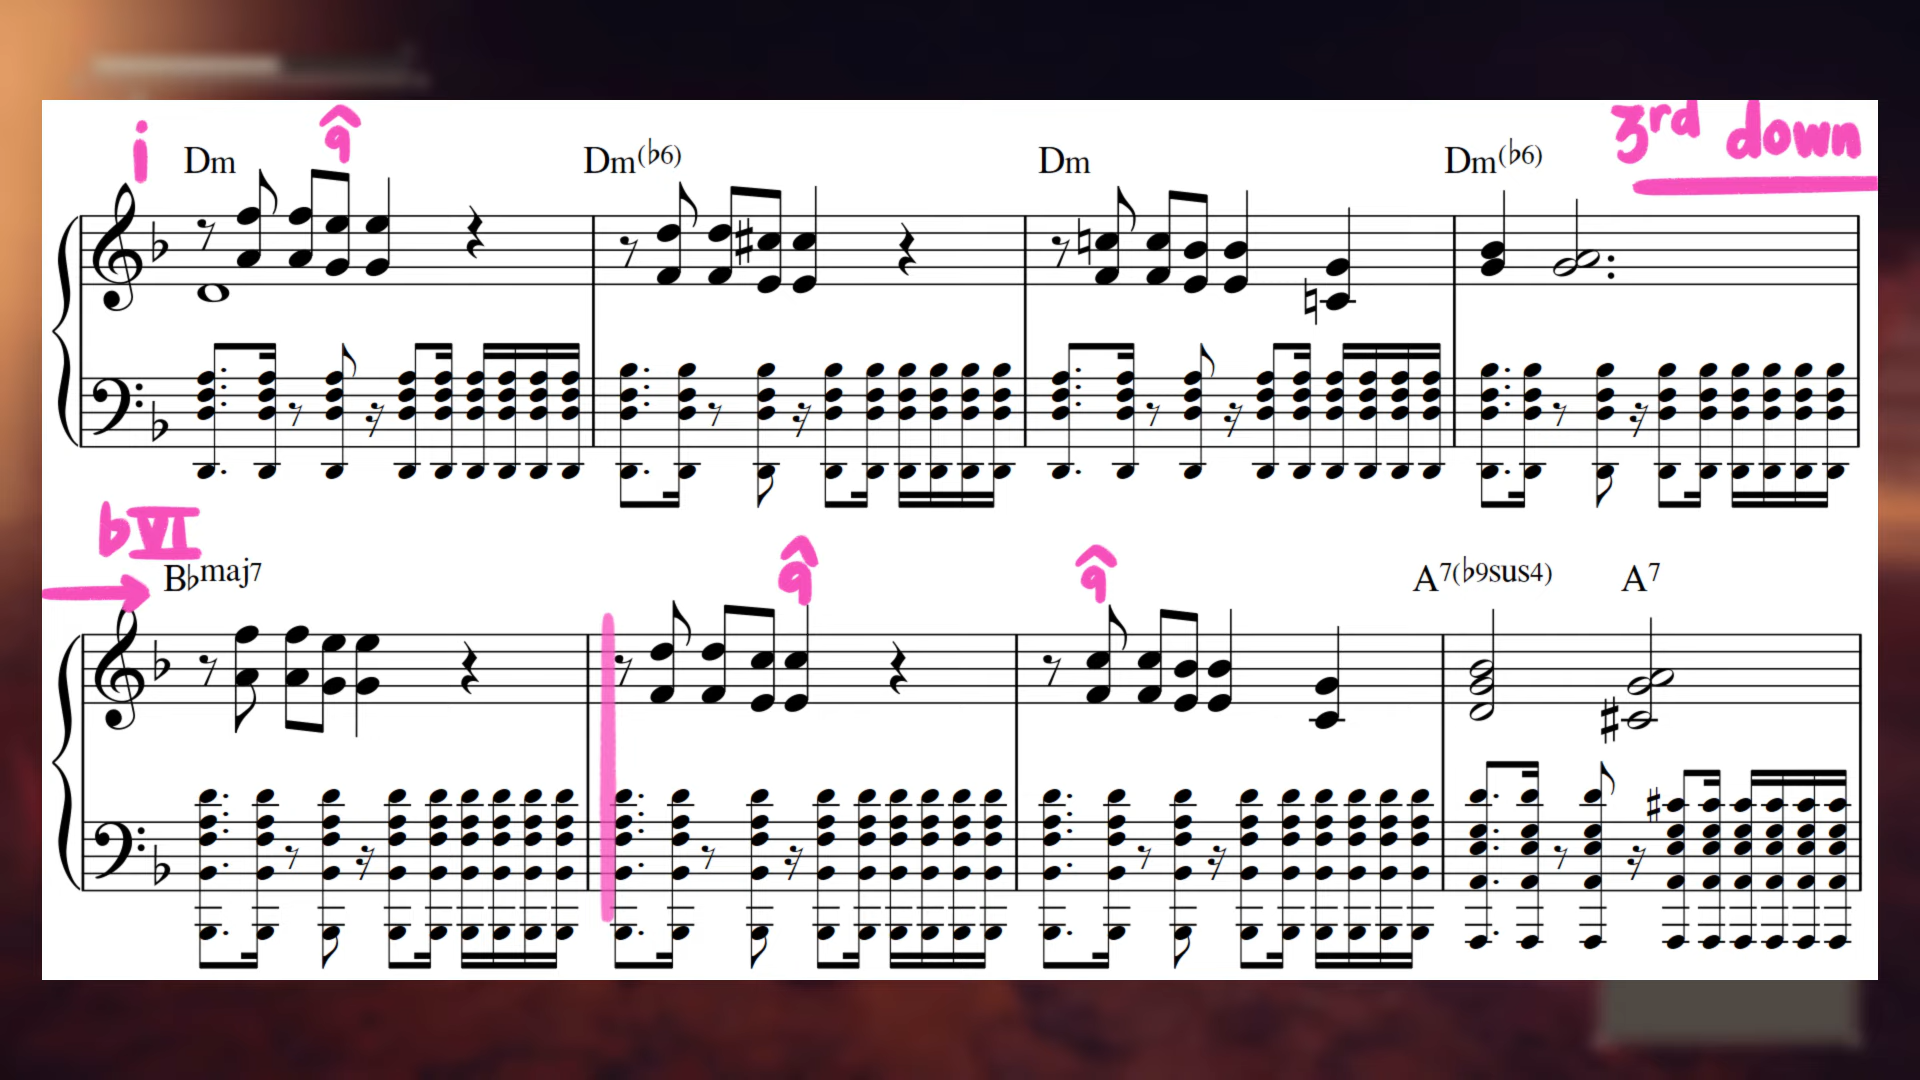 i 9̂ 3rd down
Dm Dm(♭6) Dm Dm(♭6)
♭VI 9̂ 9̂
B♭maj7 A7(♭9sus4) A7